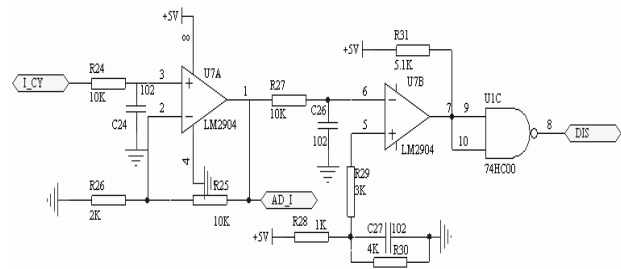 +5V
8
R31
+5V
5.1K
I_CY
R24
10K
102
C24
3
2
U7A
1
LM2904
4
R27
10K
C26
102
6
5
U7B
7
LM2904
9
10
U1C
8
DIS
74HC00
R26
2K
R25
10K
AD_I
R29
3K
R28
1K
+5V
C27
102
4K
R30